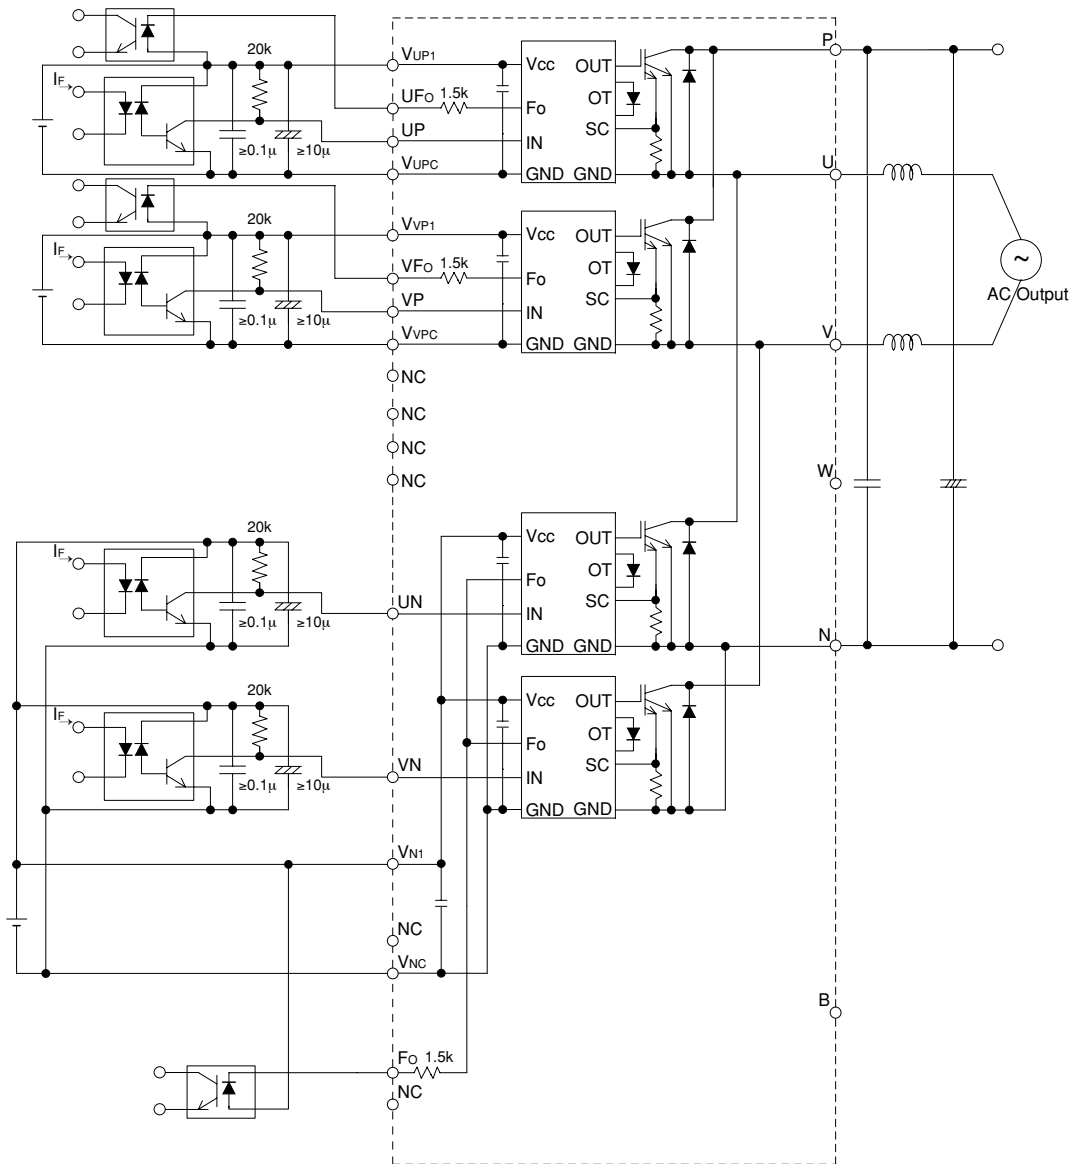 20k
VUP1
Vcc
OUT
P
IF
UFO 1.5k
Fo
OT
UP
IN
SC
≥0.1μ
≥10μ
VUPC
GND GND
U
20k
VVP1
Vcc
OUT
IF
VFO 1.5k
Fo
OT
~
AC Output
VP
IN
SC
≥0.1μ
≥10μ
VVPC
GND GND
V
NC
NC
NC
NC
W
20k
Vcc
OUT
IF
Fo
OT
UN
IN
SC
≥0.1μ
≥10μ
GND GND
N
20k
Vcc
OUT
IF
Fo
OT
VN
IN
SC
≥0.1μ
≥10μ
GND GND
VN1
NC
VNC
B
FO 1.5k
NC